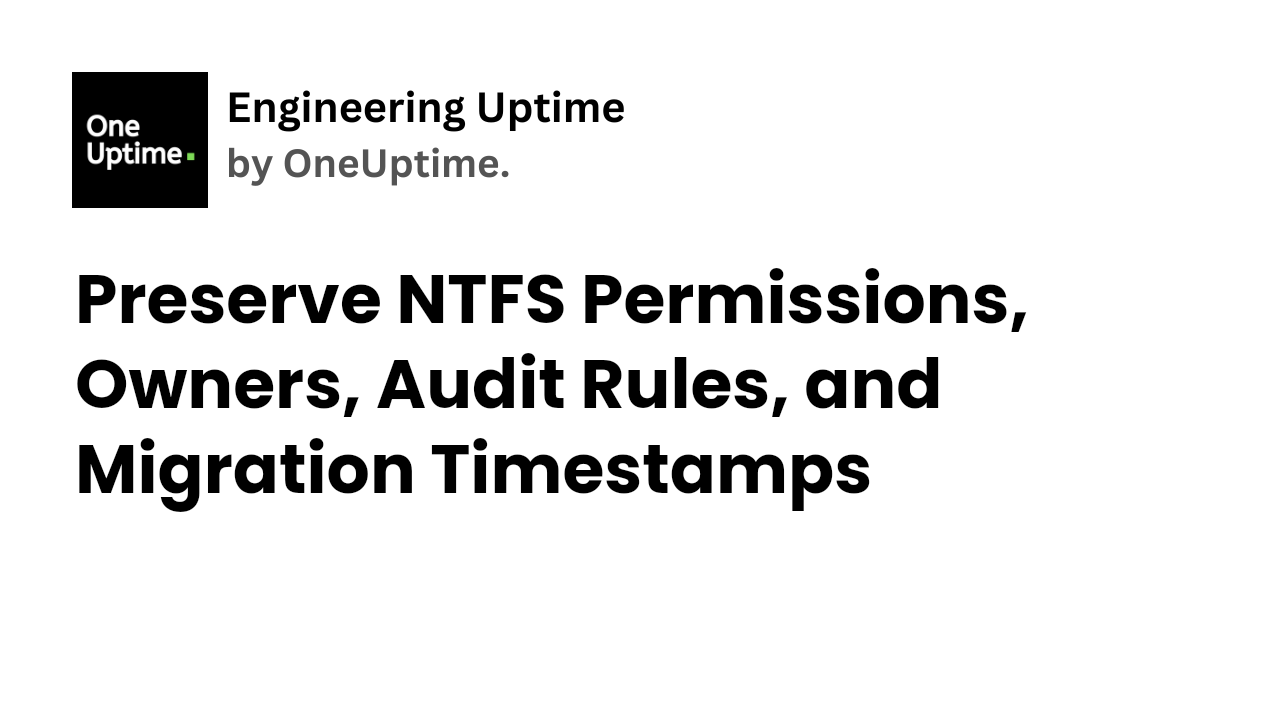 One
Uptime.
Engineering Uptime
by OneUptime.
Preserve NTFS Permissions,
Owners, Audit Rules, and
Migration Timestamps